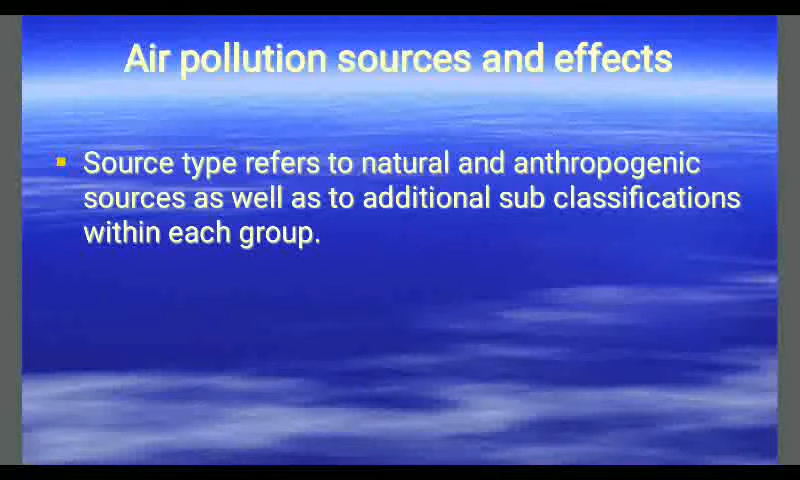 Air pollution sources and effects
Source type refers to natural and anthropogenic
sources as well as to additional sub classifications
within each group.